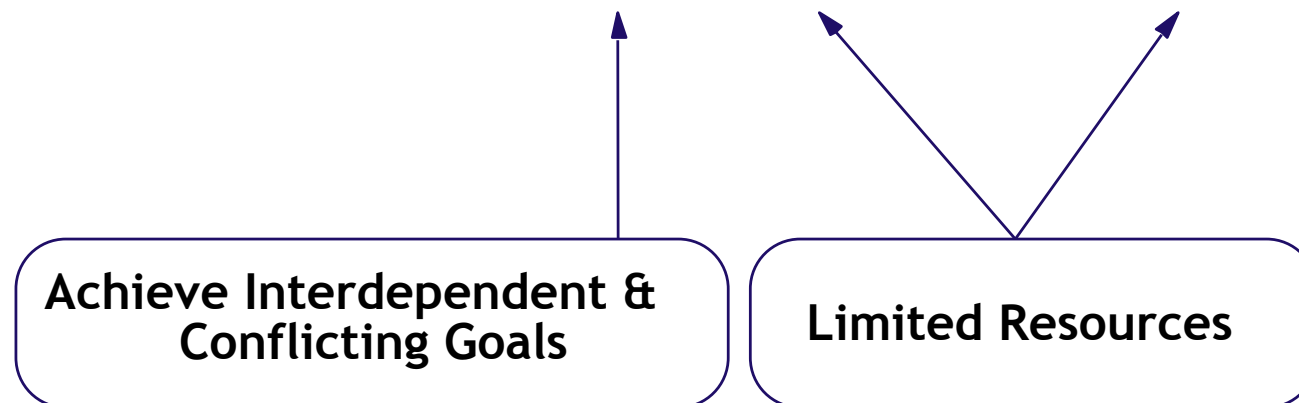 Achieve Interdependent &
Conflicting Goals
Limited Resources